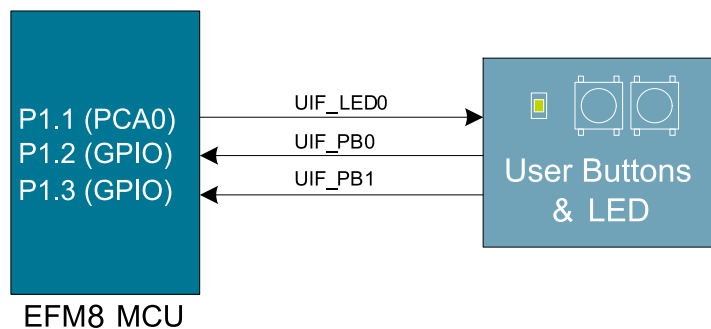 P1.1 (PCA0)
P1.2 (GPIO)
P1.3 (GPIO)
UIF_LED0
UIF_PB0
UIF_PB1
User Buttons
& LED
EFM8 MCU